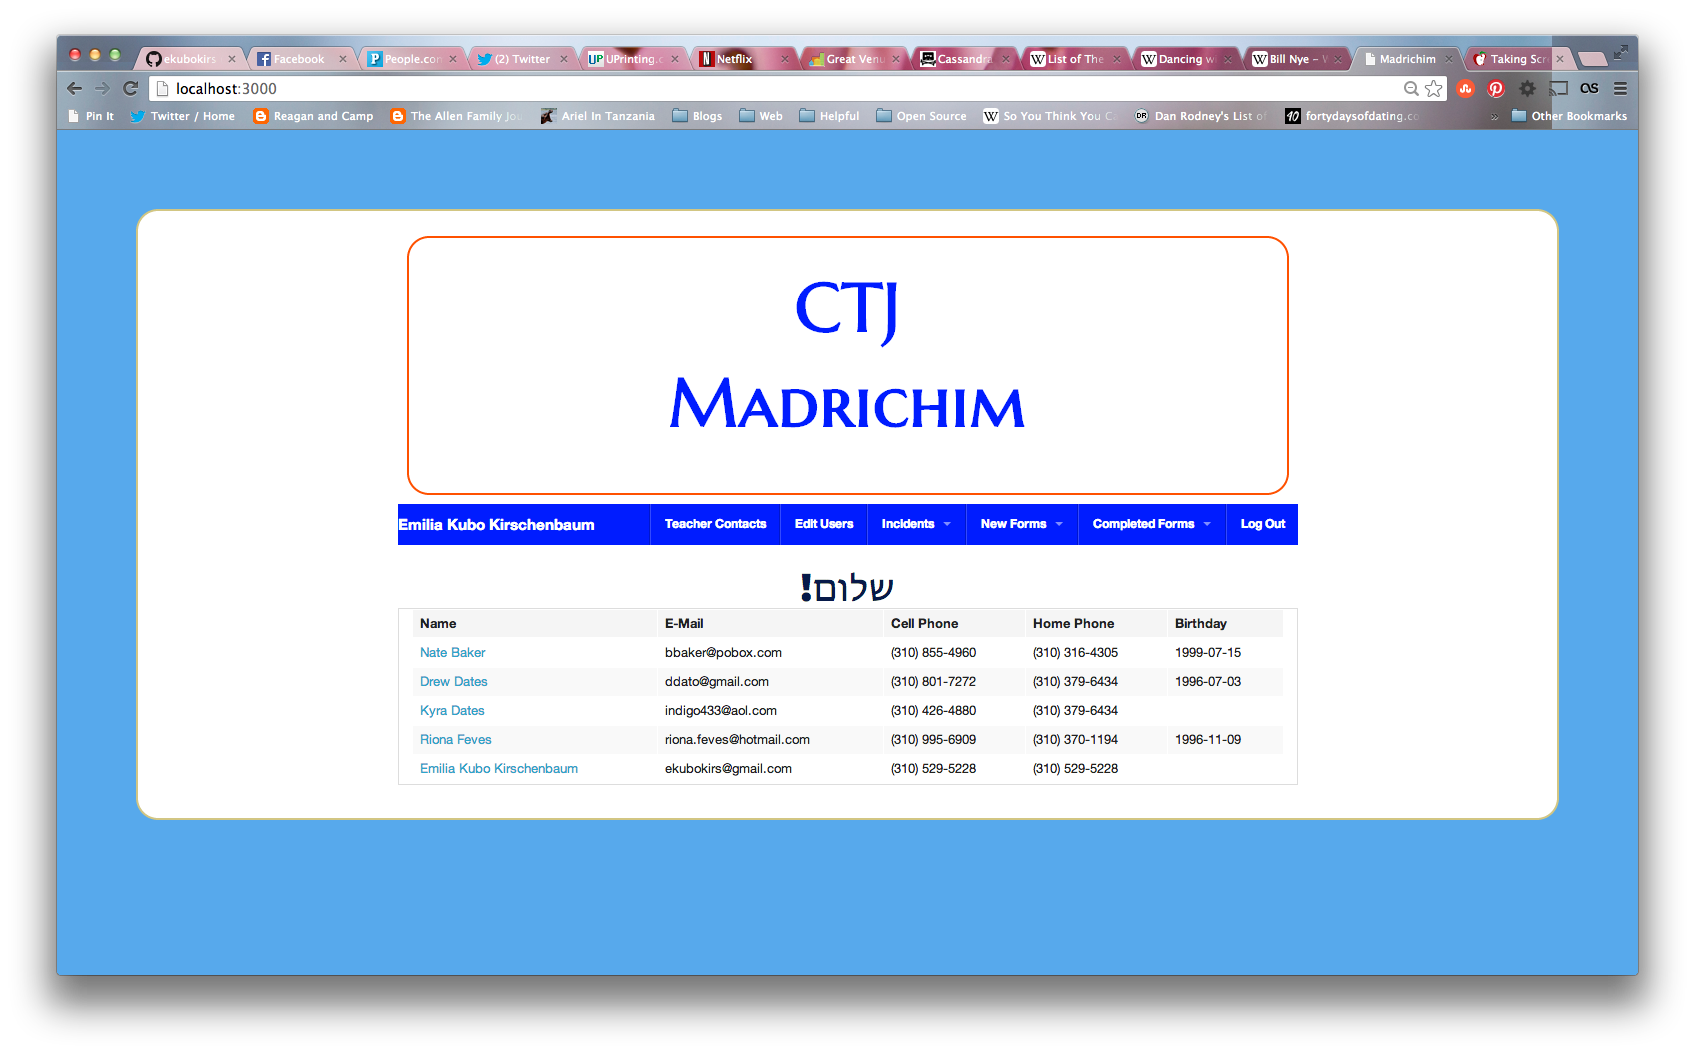 ekubokirs Facebook People.con (2) Twitter UPrinting.c Netflix Great Venu Cassandra List of The Dancing w Bill Nye – W Madrichim Taking Scre
localhost:3000
Pin It Twitter / Home Reagan and Camp The Allen Family Jou Ariel In Tanzania Blogs Web Helpful Open Source So You Think You Ca Dan Rodney's List of fortydaysofdating.co » Other Bookmarks
CTJ
Madrichim
Emilia Kubo Kirschenbaum Teacher Contacts Edit Users Incidents New Forms Completed Forms Log Out
שלום!
Name E-Mail Cell Phone Home Phone Birthday
Nate Baker bbaker@pobox.com (310) 855-4960 (310) 316-4305 1999-07-15
Drew Dates ddato@gmail.com (310) 801-7272 (310) 379-6434 1996-07-03
Kyra Dates indigo433@aol.com (310) 426-4880 (310) 379-6434
Riona Feves riona.feves@hotmail.com (310) 995-6909 (310) 370-1194 1996-11-09
Emilia Kubo Kirschenbaum ekubokirs@gmail.com (310) 529-5228 (310) 529-5228